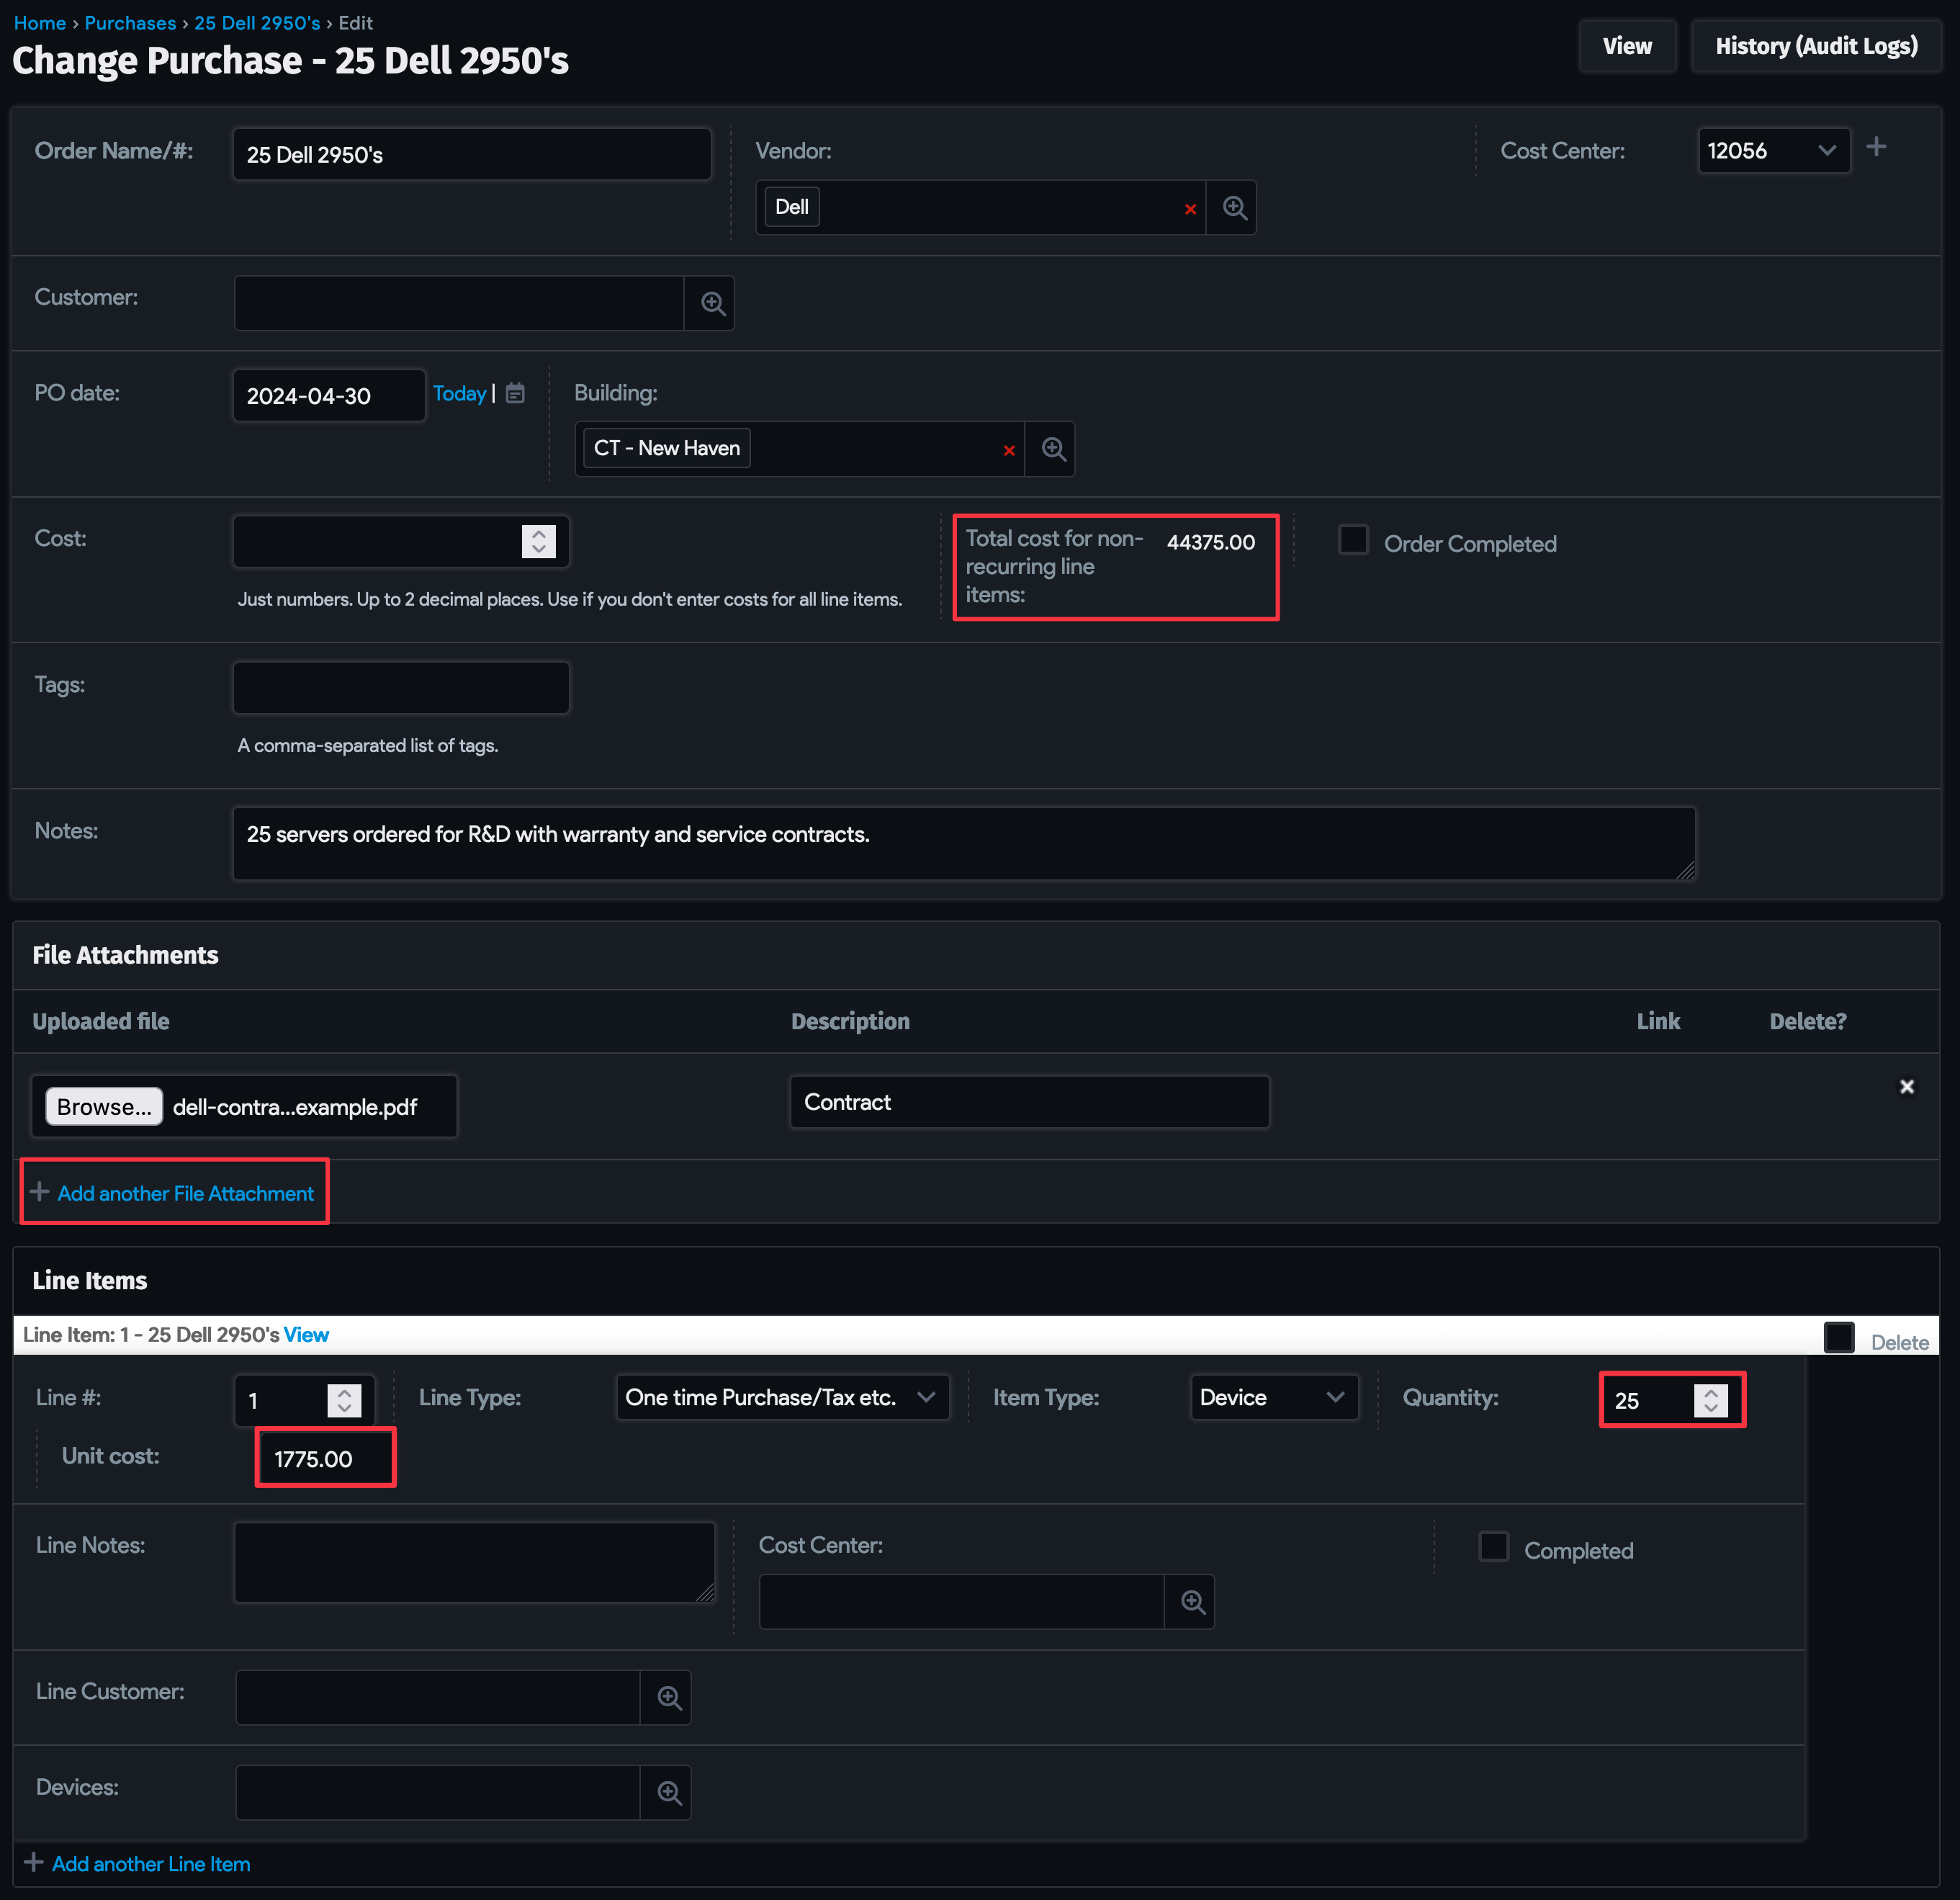 Home › Purchases › 25 Dell 2950's › Edit
Change Purchase - 25 Dell 2950's
View
History (Audit Logs)
Order Name/#:
25 Dell 2950's
Vendor:
Dell
Cost Center:
12056
Customer:
PO date:
2024-04-30
Today |
Building:
CT - New Haven
Cost:
Just numbers. Up to 2 decimal places. Use if you don't enter costs for all line items.
Total cost for non-
recurring line
items:
44375.00
Order Completed
Tags:
A comma-separated list of tags.
Notes:
25 servers ordered for R&D with warranty and service contracts.
File Attachments
Uploaded file
Description
Link
Delete?
Browse...
dell-contra...example.pdf
Contract
Add another File Attachment
Line Items
Line Item: 1 - 25 Dell 2950's View
Delete
Line #:
1
Line Type:
One time Purchase/Tax etc.
Item Type:
Device
Quantity:
25
Unit cost:
1775.00
Line Notes:
Cost Center:
Completed
Line Customer:
Devices:
Add another Line Item